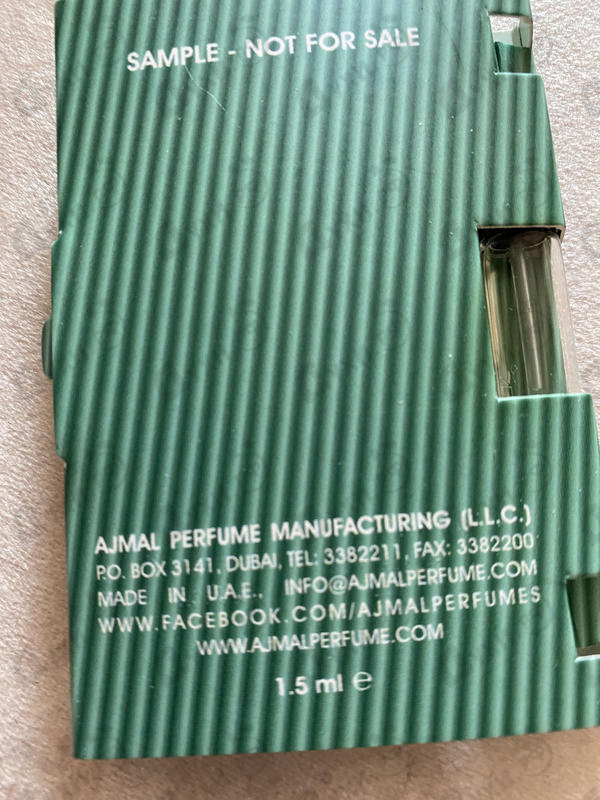 SAMPLE - NOT FOR SALE
AJMAL PERFUME MANUFACTURING (L.L.C.)
P.O. BOX 3141, DUBAI, TEL: 3382211, FAX: 3382200
MADE IN U.A.E., INFO@AJMALPERFUME.COM
WWW.FACEBOOK.COM/AJMALPERFUMES
WWW.AJMALPERFUME.COM
1.5 ml ℮